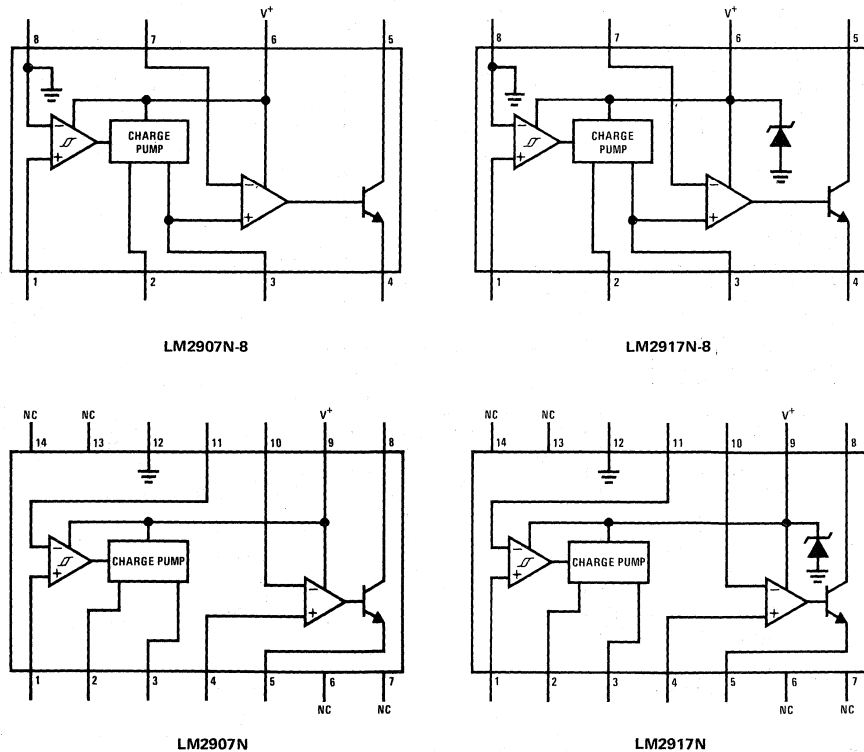 V+ V+
8 7 6 5 8 7 6 5
− −
CHARGE CHARGE
PUMP PUMP
+ − + −
+ +
1 2 3 4 1 2 3 4
LM2907N-8 LM2917N-8
NC NC V+ NC NC V+
14 13 12 11 10 9 8 14 13 12 11 10 9 8
− −
CHARGE PUMP CHARGE PUMP
+ − + −
+ +
1 2 3 4 5 6 7 1 2 3 4 5 6 7
NC NC NC NC
LM2907N LM2917N